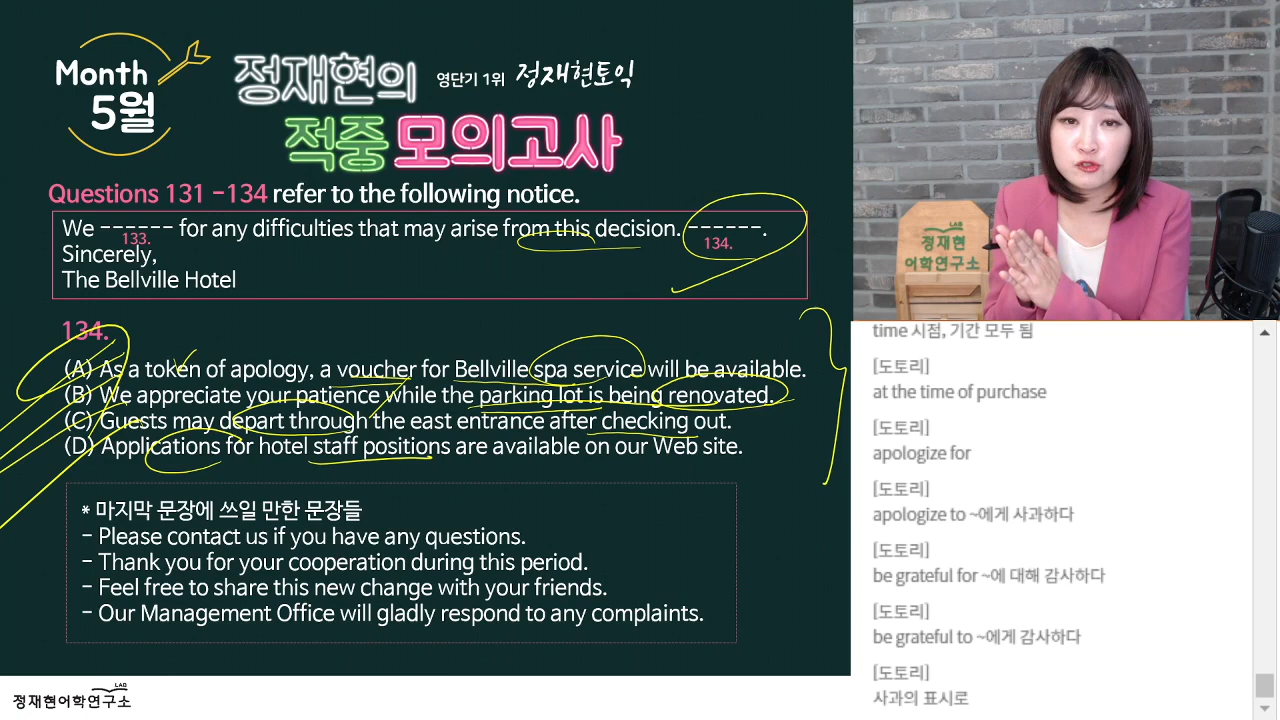 Month
5월
정재현의
영단기 1위 정재현토익
적중 모의고사
Questions 131 -134 refer to the following notice.
We ------ for any difficulties that may arise from this decision. ------.
133.
134.
Sincerely,
The Bellville Hotel
134.
(A) As a token of apology, a voucher for Bellville spa service will be available.
(B) We appreciate your patience while the parking lot is being renovated.
(C) Guests may depart through the east entrance after checking out.
(D) Applications for hotel staff positions are available on our Web site.
* 마지막 문장에 쓰일 만한 문장들
- Please contact us if you have any questions.
- Thank you for your cooperation during this period.
- Feel free to share this new change with your friends.
- Our Management Office will gladly respond to any complaints.
LAB
정재현어학연구소
LAB
정재현
어학연구소
time 시점, 기간 모두 됨
[도토리]
at the time of purchase
[도토리]
apologize for
[도토리]
apologize to ~에게 사과하다
[도토리]
be grateful for ~에 대해 감사하다
[도토리]
be grateful to ~에게 감사하다
[도토리]
사과의 표시로